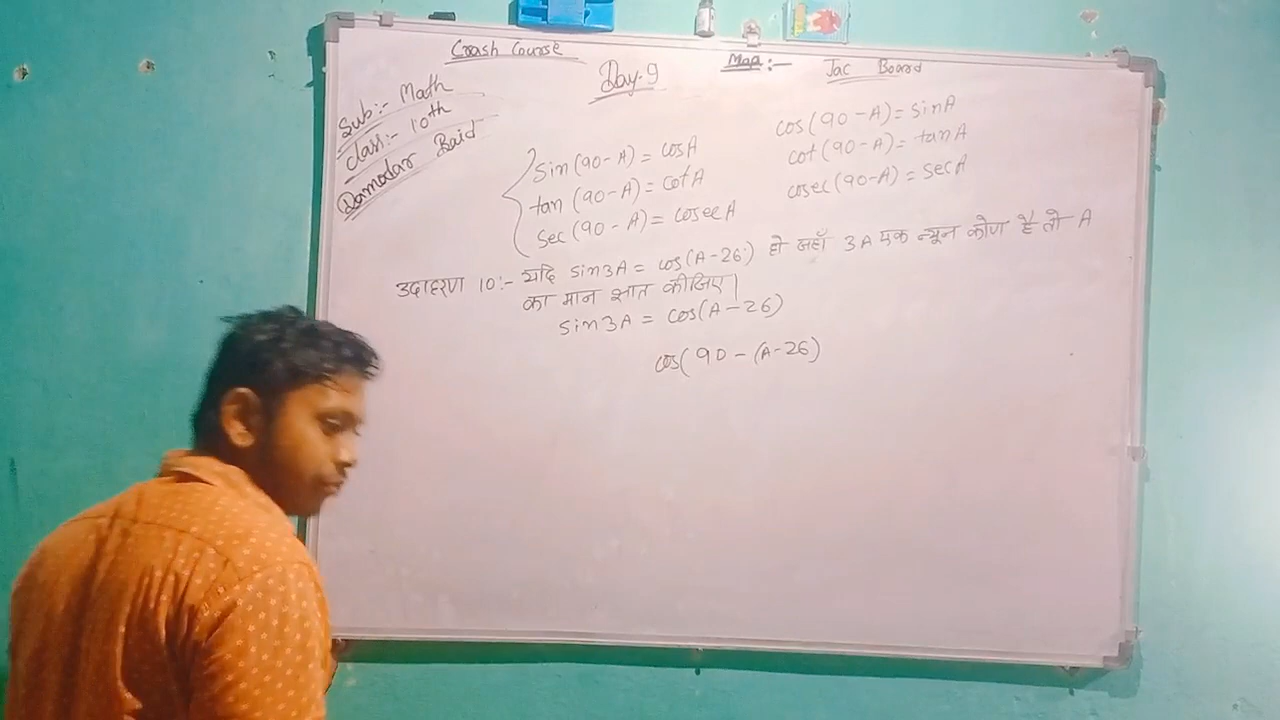 Crash Course
Day-9
Map:- Jac Board
Sub:- Math
class:- 10th
Damodar Baid
sin(90-A) = cosA
tan(90-A) = cotA
sec(90-A) = cosecA
cos(90-A) = sinA
cot(90-A) = tanA
cosec(90-A) = secA
उदाहरण 10:- यदि sin3A = cos(A-26°) हो जहाँ 3A एक न्यून कोण है तो A
का मान ज्ञात कीजिए।
sin3A = cos(A-26)
cos(90-(A-26)